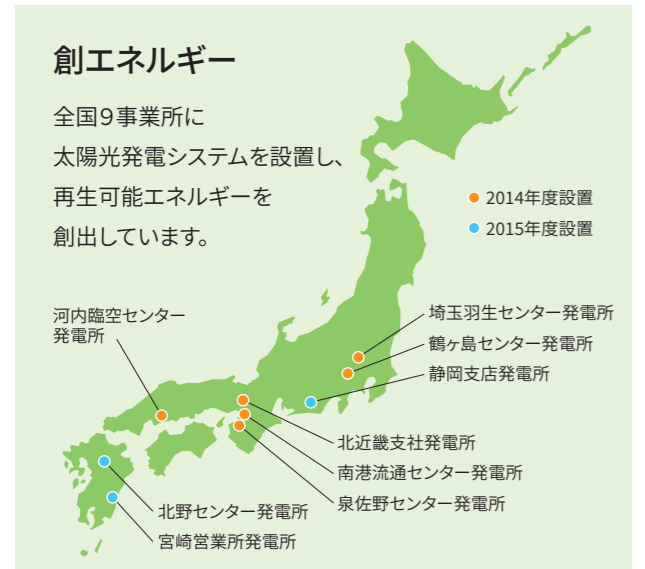 創エネルギー
全国9事業所に
太陽光発電システムを設置し、
再生可能エネルギーを
創出しています。
2014年度設置
2015年度設置
河内臨空センター
発電所
埼玉羽生センター発電所
鶴ヶ島センター発電所
静岡支店発電所
北近畿支社発電所
南港流通センター発電所
泉佐野センター発電所
北野センター発電所
宮崎営業所発電所